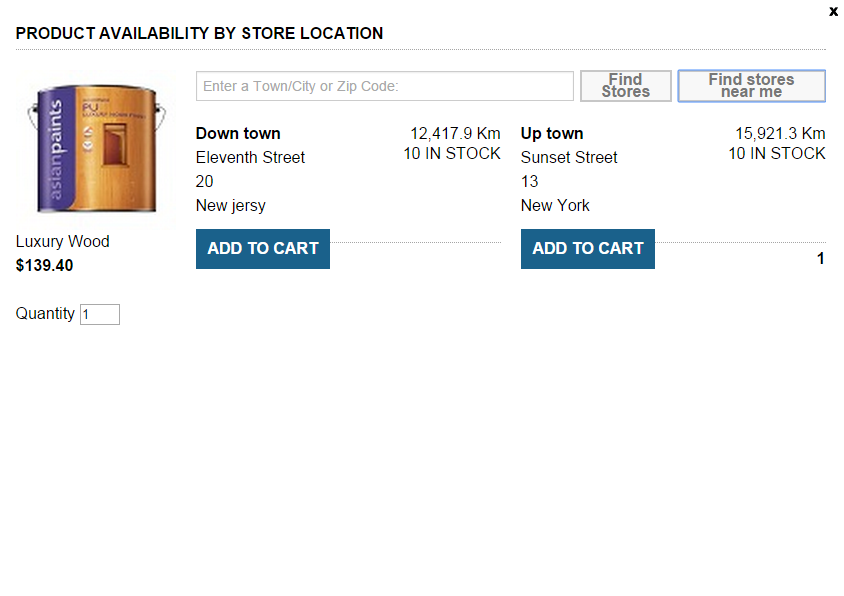 x
PRODUCT AVAILABILITY BY STORE LOCATION
asianpaints
PU
Enter a Town/City or Zip Code:
Find
Stores
Find stores
near me
Down town
12,417.9 Km
Eleventh Street
10 IN STOCK
20
New jersy
ADD TO CART
Up town
15,921.3 Km
Sunset Street
10 IN STOCK
13
New York
ADD TO CART
1
Luxury Wood
$139.40
Quantity 1